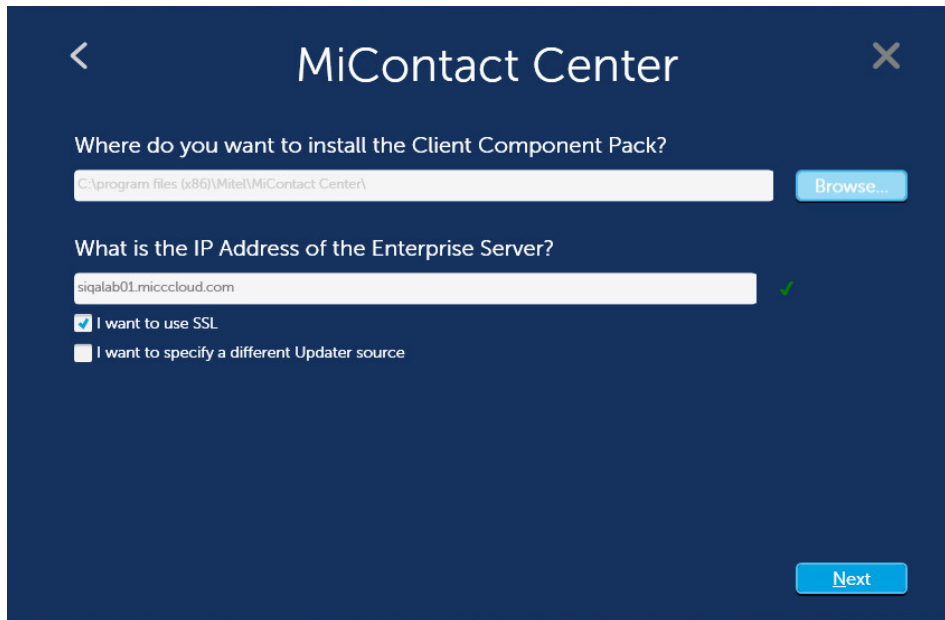 MiContact Center
Where do you want to install the Client Component Pack?
C:\program files (x86)\Mitel\MiContact Center\
Browse...
What is the IP Address of the Enterprise Server?
siqalab01.micccloud.com
I want to use SSL
I want to specify a different Updater source
Next